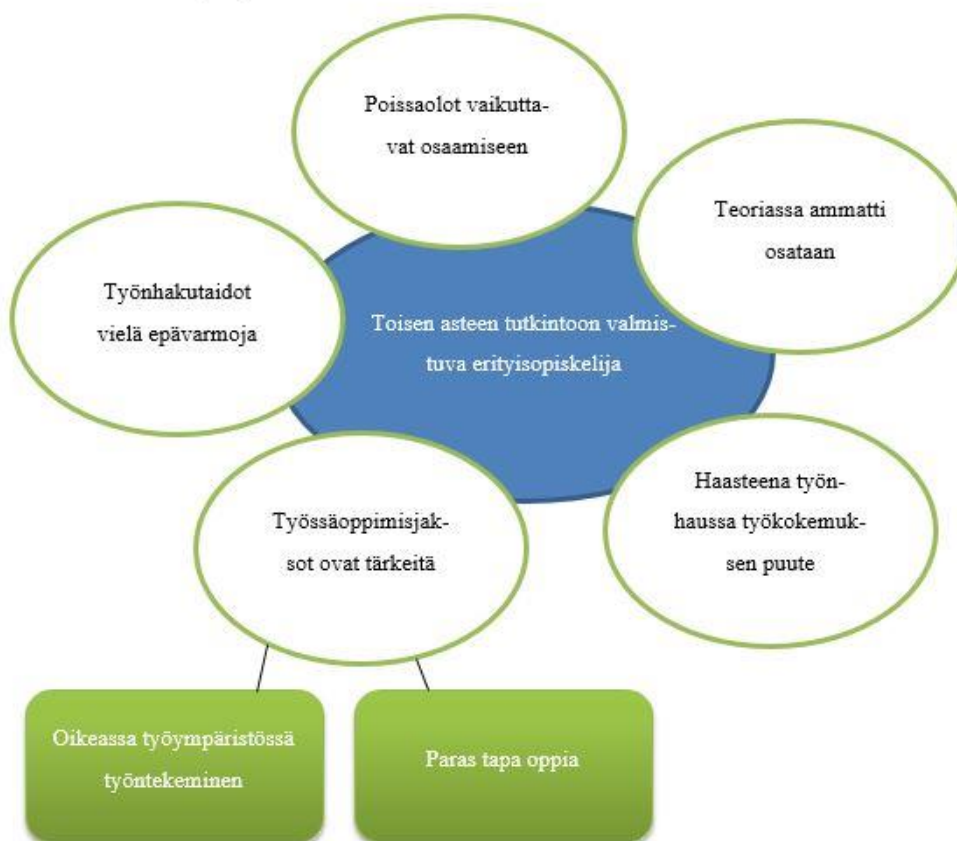 Poissaolot vaikutta-
vat osaamiseen
Teoriassa ammatti
osataan
Työnhakutaidot
vielä epävarmoja
Toisen asteen tutkintoon valmis-
tuva erityisopiskelija
Haasteena työn-
haussa työkokemuk-
sen puute
Työssäoppimisjak-
sot ovat tärkeitä
Oikeassa työympäristössä
työntekeminen
Paras tapa oppia